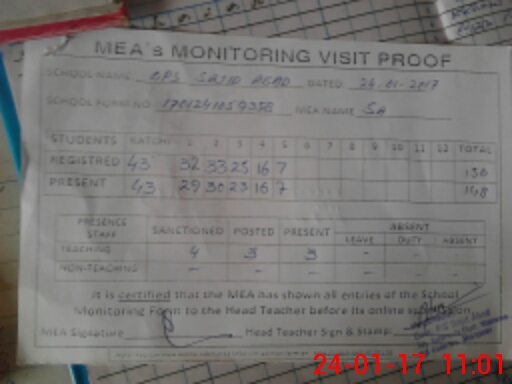 MEA's MONITORING VISIT PROOF
SCHOOL NAME GPS SAJID ABAD DATED 24-01-2017
SCHOOL FORM NO. MEA NAME
STUDENTS KATCHI 1 2 3 4 5 6 7 8 9 10 11 12 TOTAL
REGISTRED 43 32 33 25 16 7
PRESENT 43 29 30 23 16 7 148
PRESENCE STAFF SANCTIONED POSTED PRESENT ABSENT
LEAVE DUTY ABSENT
TEACHING 4 3 3 - -
NON-TEACHING - - - - -
It is certified that the MEA has shown all entries of the School
Monitoring Form to the Head Teacher before its online submission.
MEA Signature Head Teacher Sign & Stamp
24-01-17 11:01